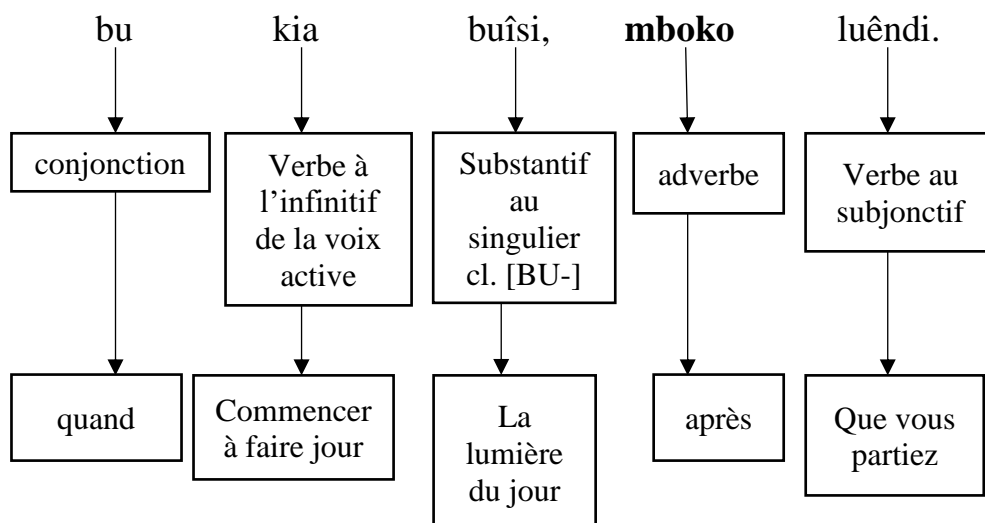 bu kia buîsi, mboko luêndi.
conjonction
Verbe à
l’infinitif
de la voix
active
Substantif
au
singulier
cl. [BU-]
adverbe
Verbe au
subjonctif
quand
Commencer
à faire jour
La
lumière
du jour
après
Que vous
partiez